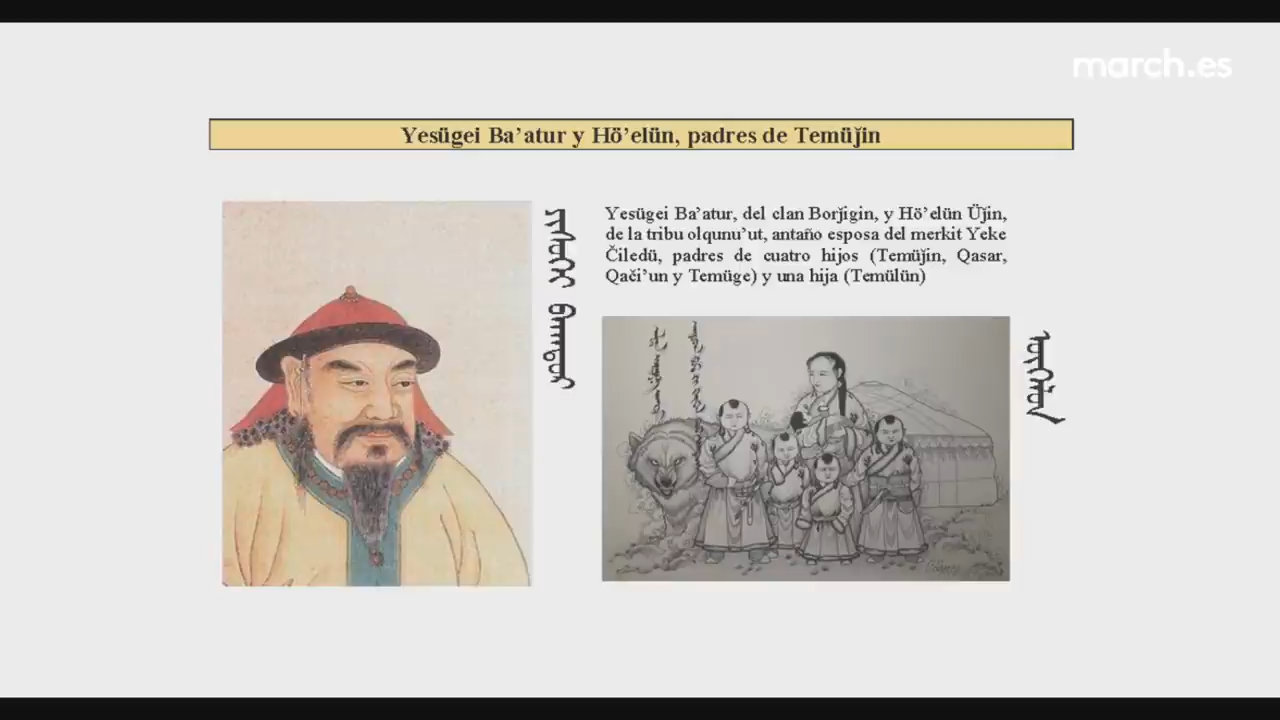 march.es
Yesügei Ba’atur y Hö’elün, padres de Temüǰin
Yesügei Ba’atur, del clan Borǰigin, y Hö’elün Üǰin,
de la tribu olqunu’ut, antaño esposa del merkit Yeke
Čiledü, padres de cuatro hijos (Temüǰin, Qasar,
Qači’un y Temüge) y una hija (Temülün)